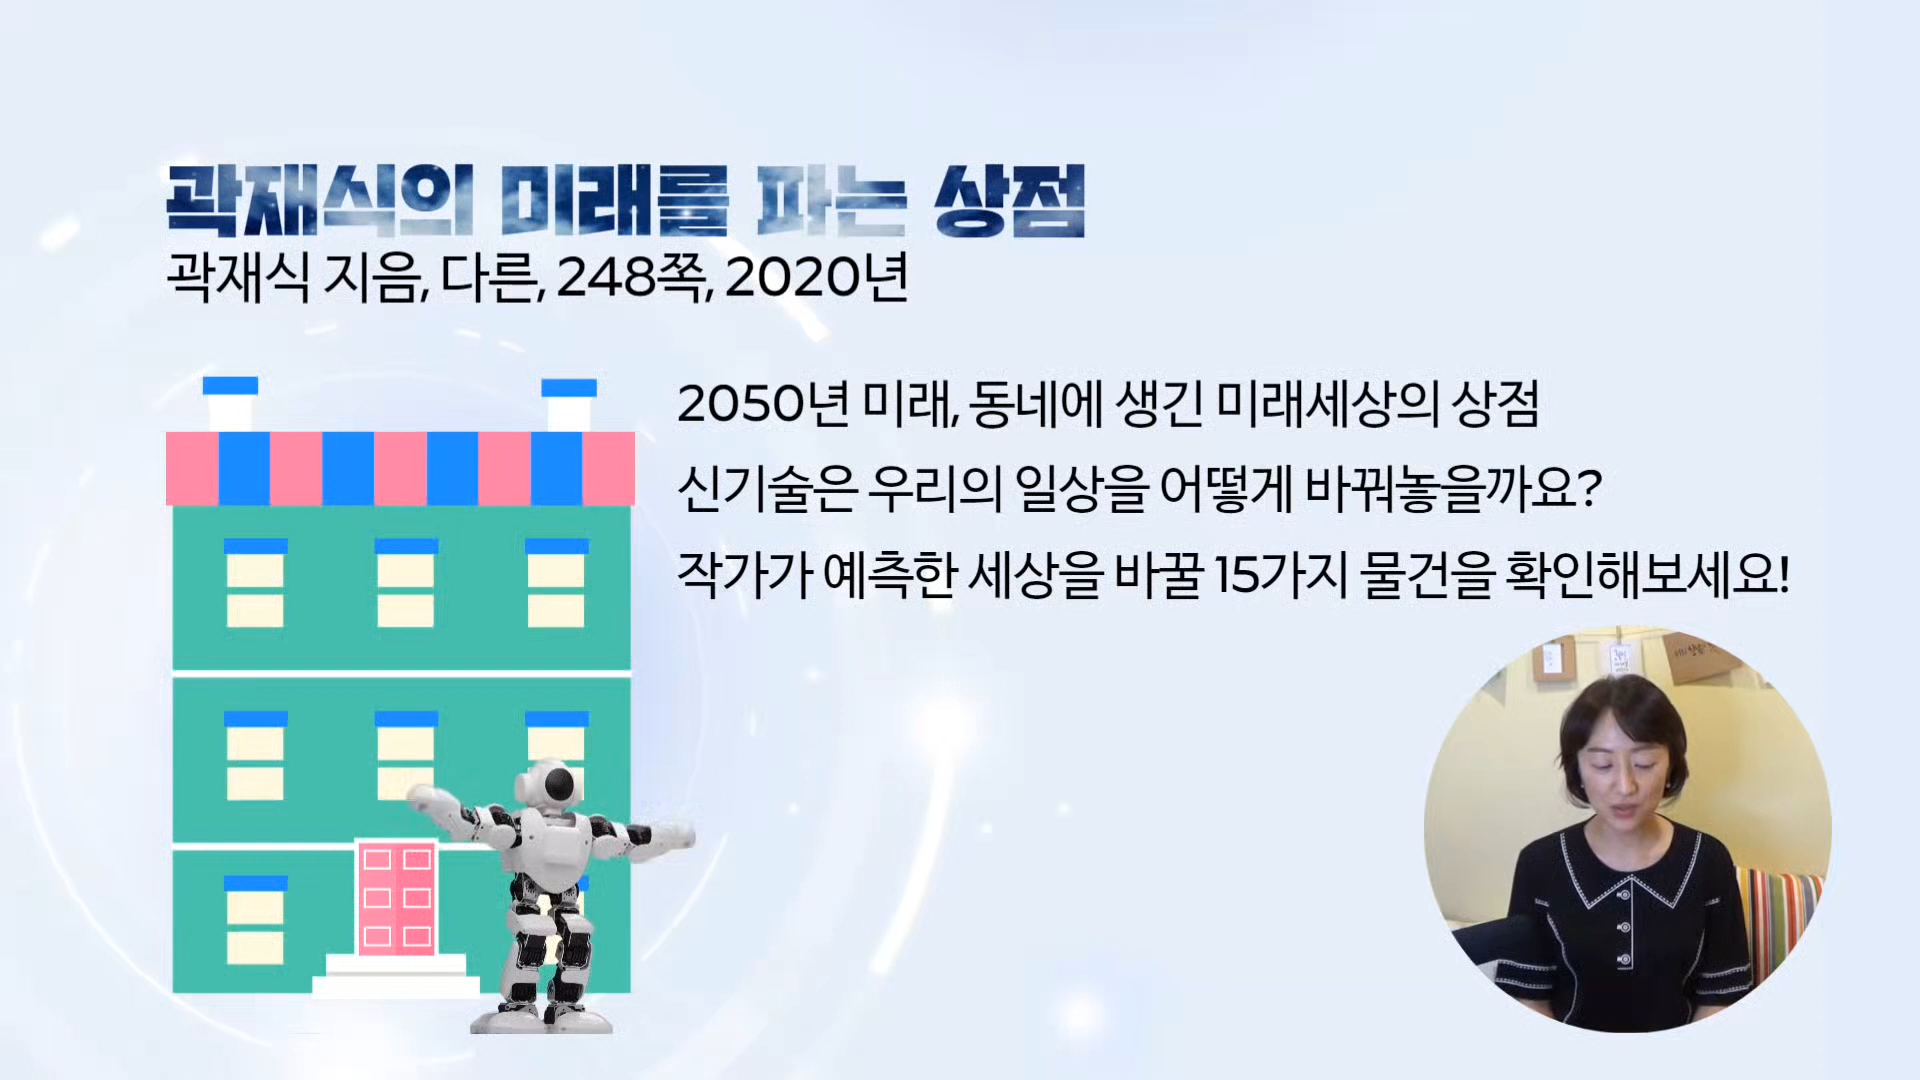 곽재식의 미래를 파는 상점
곽재식 지음, 다른, 248쪽, 2020년
2050년 미래, 동네에 생긴 미래세상의 상점
신기술은 우리의 일상을 어떻게 바꿔놓을까요?
작가가 예측한 세상을 바꿀 15가지 물건을 확인해보세요!